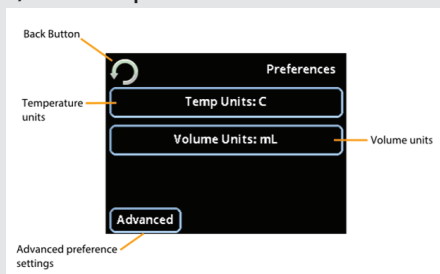 Back Button
Preferences
Temperature
units
Temp Units: C
Volume Units: mL
Volume units
Advanced
Advanced preference
settings